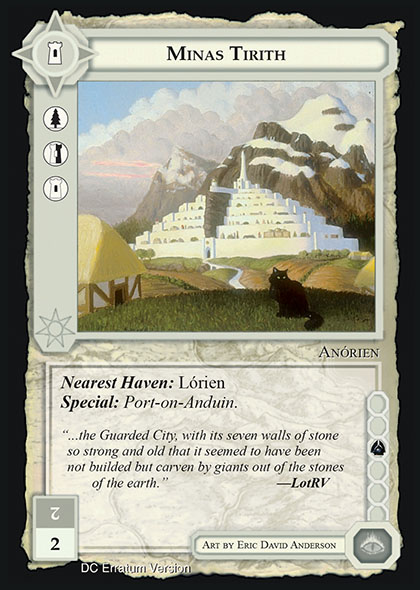 Minas Tirith
Anórien
Nearest Haven: Lórien
Special: Port-on-Anduin.
“...the Guarded City, with its seven walls of stone
so strong and old that it seemed to have been
not builded but carven by giants out of the stones
of the earth.” —LotRV
2
2
Art by Eric David Anderson
DC Erratum Version